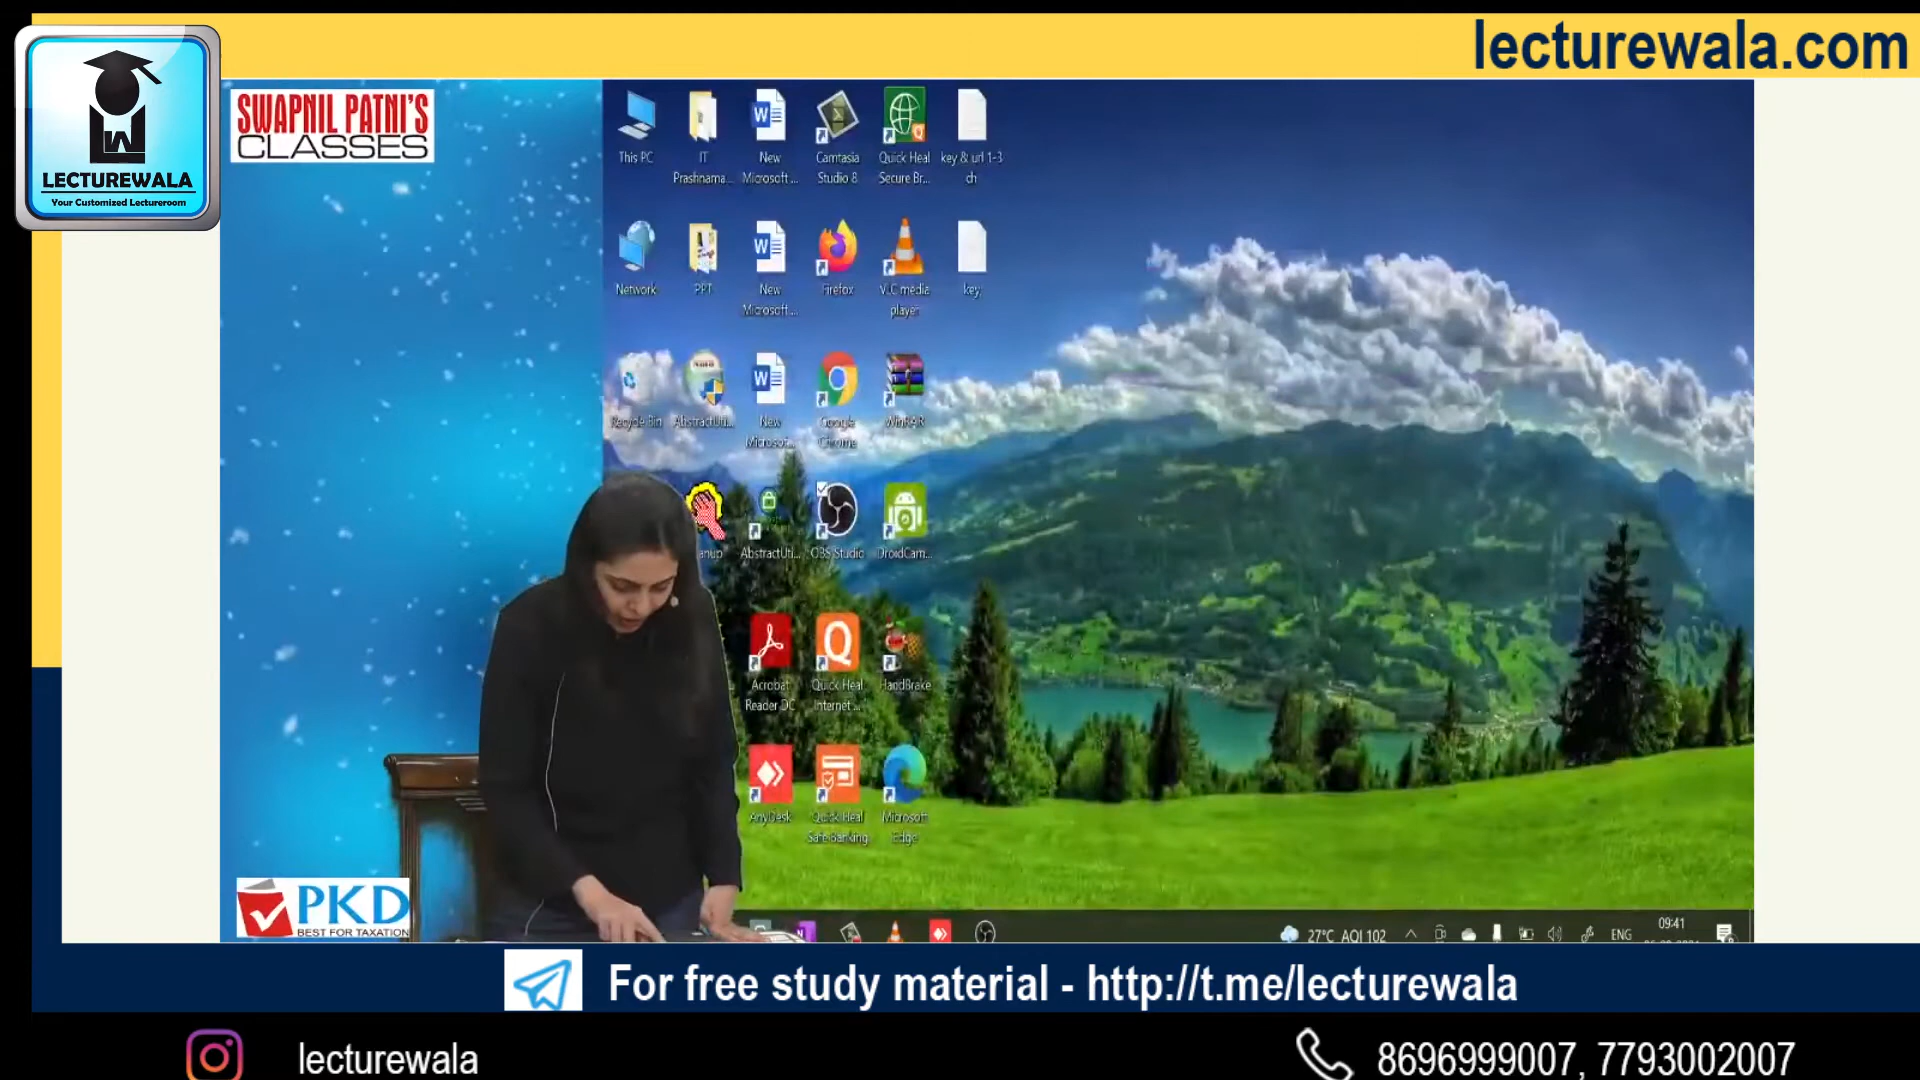 lecturewala.com
LW
LECTUREWALA
Your Customized Lectureroom
SWAPNIL PATNI'S
CLASSES
This PC
IT
Prashnama...
New
Microsoft ...
Camtasia
Studio 8
Quick Heal
Secure Br...
key & url 1-3
ch
Network
PPT
New
Microsoft ...
Firefox
VLC media
player
key
Recycle Bin
AbstractUti...
New
Microsof...
Google
Chrome
WinRAR
anup
AbstractUti...
OBS Studio
DroidCam...
Acrobat
Reader DC
Quick Heal
Internet ...
HandBrake
AnyDesk
Quick Heal
Safe Banking
Microsoft
Edge
PKD
BEST FOR TAXATION
27°C AQI 102
ENG
09:41
For free study material - http://t.me/lecturewala
lecturewala
8696999007, 7793002007